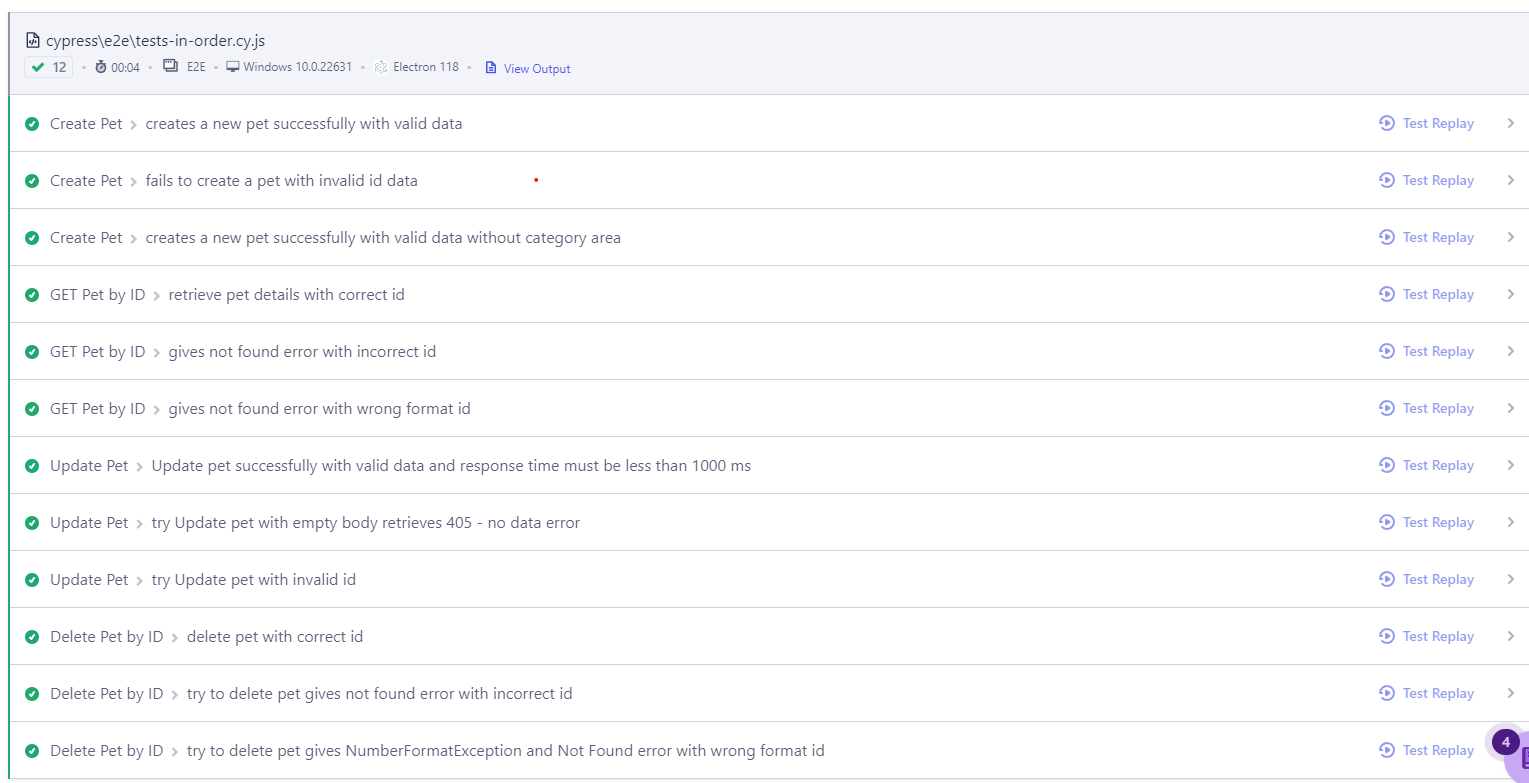 cypress\e2e\tests-in-order.cy.js
12 • 00:04 • E2E • Windows 10.0.22631 • Electron 118 • View Output
Create Pet > creates a new pet successfully with valid data Test Replay
Create Pet > fails to create a pet with invalid id data Test Replay
Create Pet > creates a new pet successfully with valid data without category area Test Replay
GET Pet by ID > retrieve pet details with correct id Test Replay
GET Pet by ID > gives not found error with incorrect id Test Replay
GET Pet by ID > gives not found error with wrong format id Test Replay
Update Pet > Update pet successfully with valid data and response time must be less than 1000 ms Test Replay
Update Pet > try Update pet with empty body retrieves 405 - no data error Test Replay
Update Pet > try Update pet with invalid id Test Replay
Delete Pet by ID > delete pet with correct id Test Replay
Delete Pet by ID > try to delete pet gives not found error with incorrect id Test Replay
Delete Pet by ID > try to delete pet gives NumberFormatException and Not Found error with wrong format id Test Replay
4